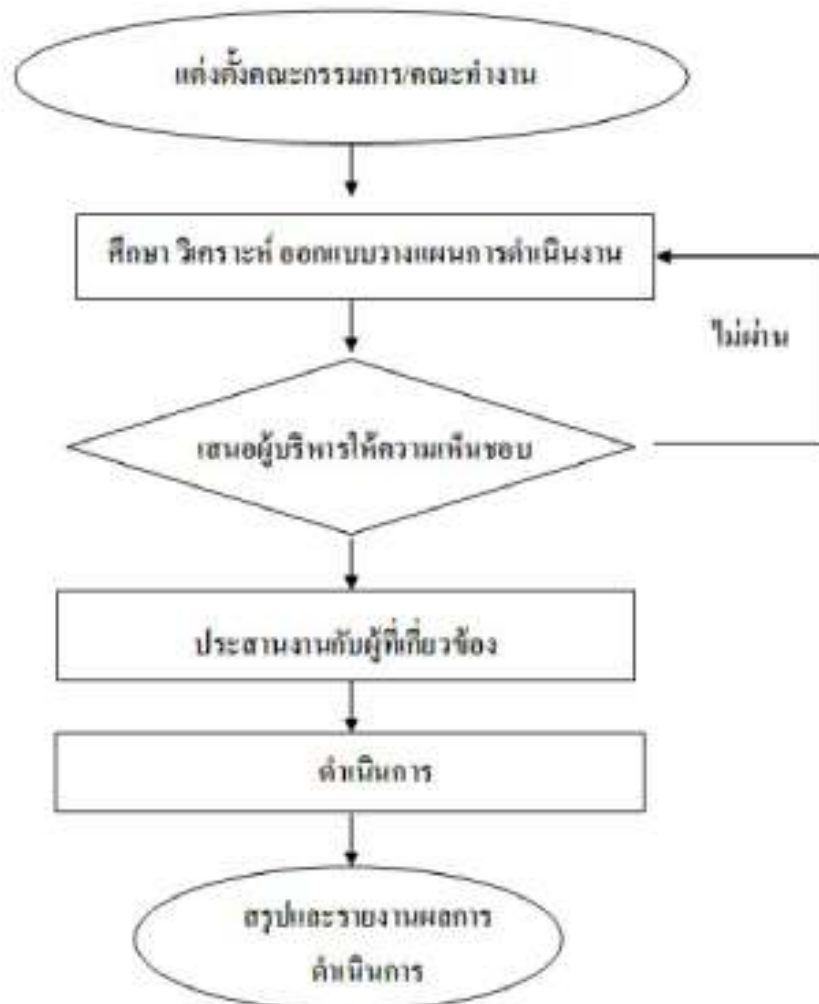 แต่งตั้งคณะกรรมการ/คณะทำงาน
ศึกษา วิเคราะห์ ออกแบบวางแผนการดำเนินงาน
ไม่ผ่าน
เสนอผู้บริหารให้ความเห็นชอบ
ประสานงานกับผู้ที่เกี่ยวข้อง
ดำเนินการ
สรุปและรายงานผลการ
ดำเนินการ